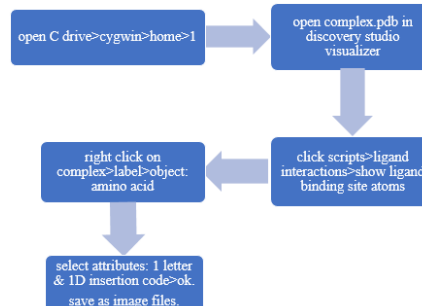 open C drive>cygwin>home>1
open complex.pdb in
discovery studio
visualizer
click scripts>ligand
interactions>show ligand
binding site atoms
right click on
complex>label>object:
amino acid
select attributes: 1 letter
& 1D insertion code>ok.
save as image files.